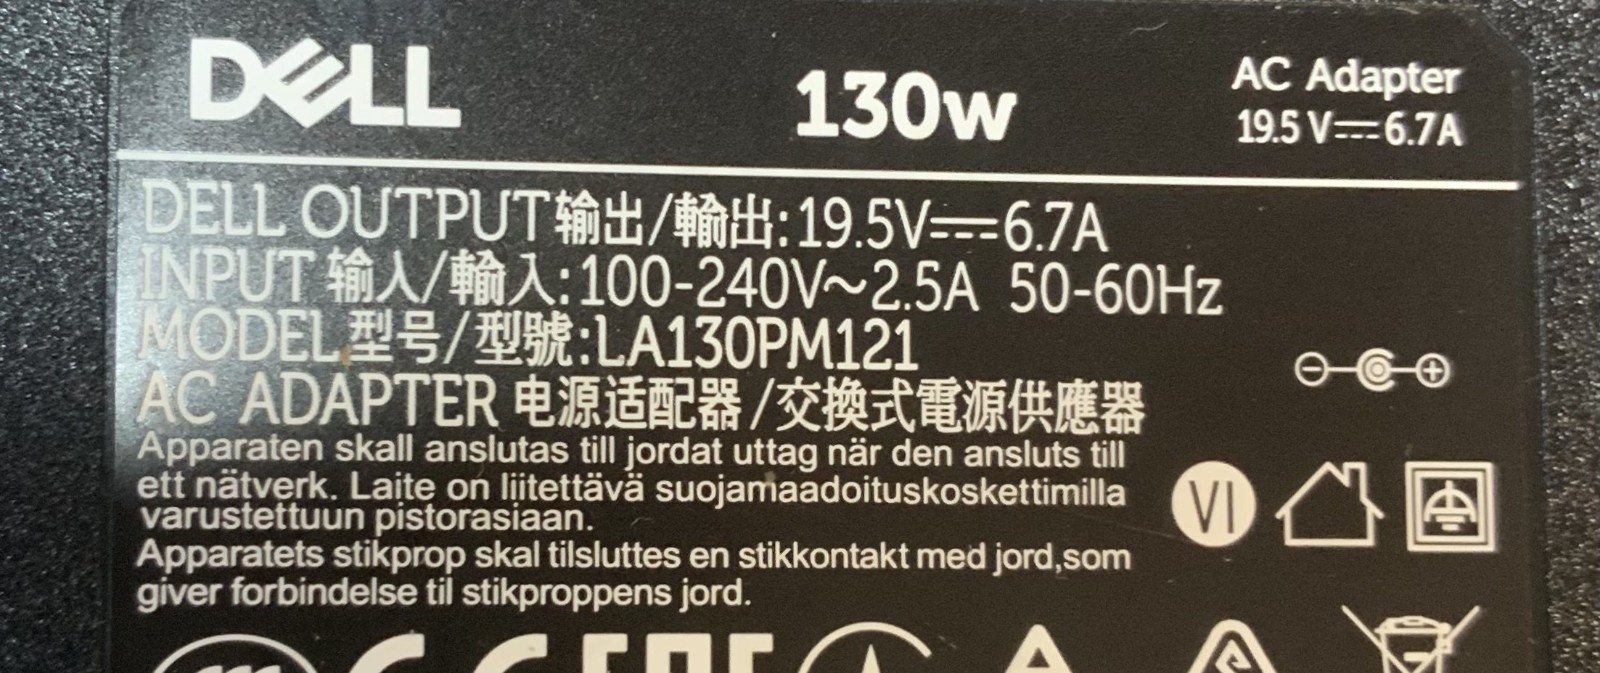 DELL
130w
AC Adapter
19.5 V⎓6.7A
DELL OUTPUT输出/輸出:19.5V⎓6.7A
INPUT 输入/輸入:100-240V~2.5A 50-60Hz
MODEL型号/型號:LA130PM121
AC ADAPTER 电源适配器/交換式電源供應器
Apparaten skall anslutas till jordat uttag när den ansluts till
ett nätverk. Laite on liitettävä suojamaadoituskoskettimilla
varustettuun pistorasiaan.
Apparatets stikprop skal tilsluttes en stikkontakt med jord,som
giver forbindelse til stikproppens jord.
VI